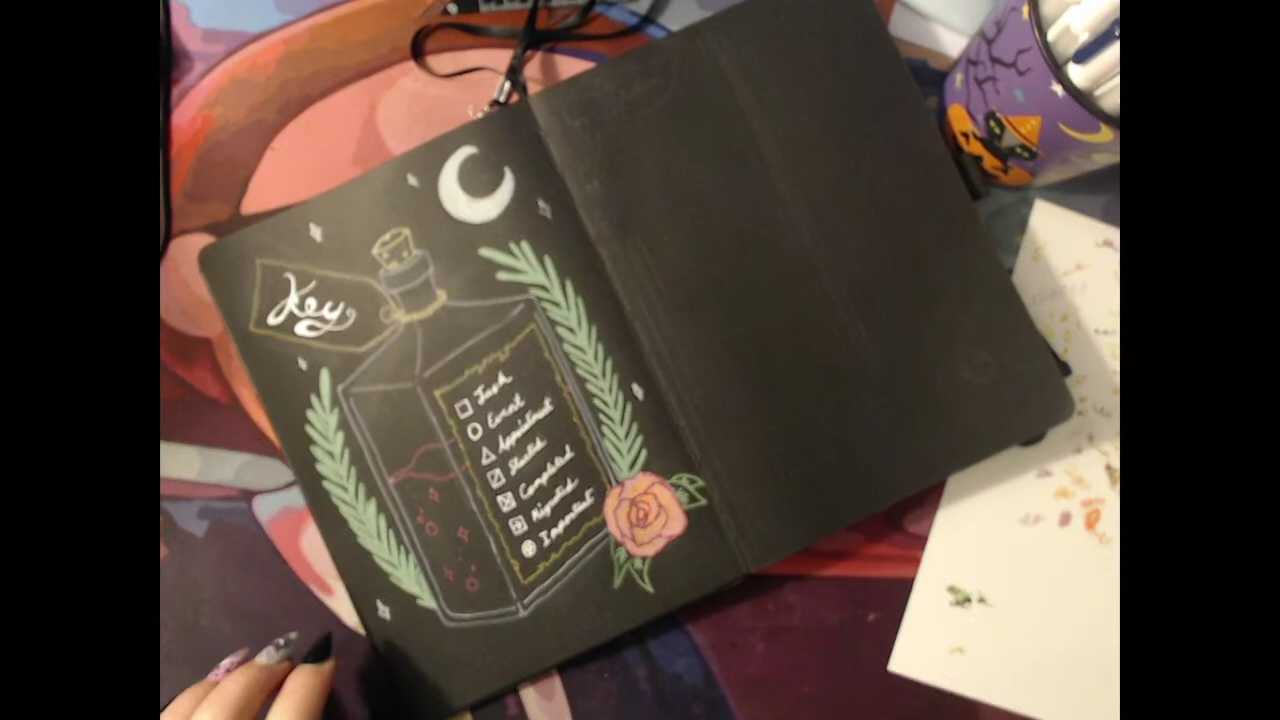 Key
Task
Event
Appointment
Started
Completed
Migrated
Important